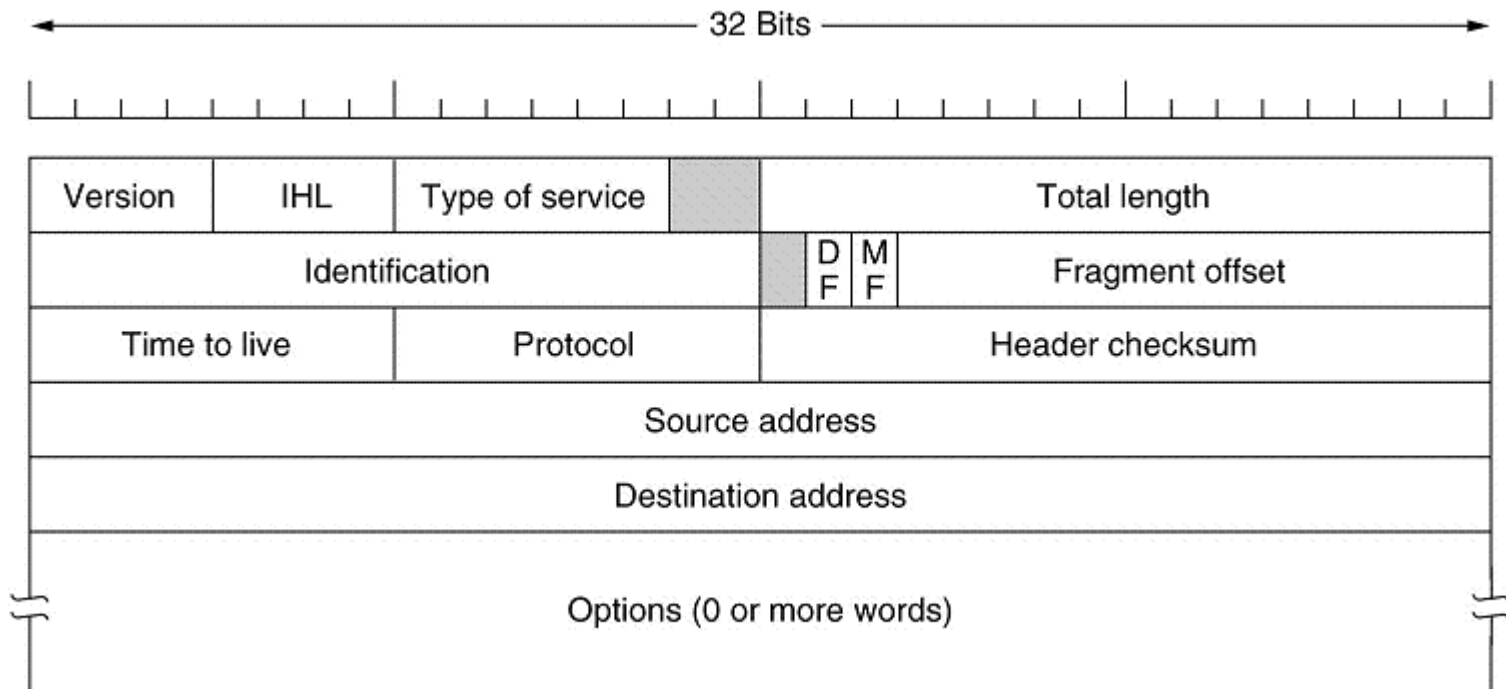 32 Bits
Version IHL Type of service Total length
Identification D F M F Fragment offset
Time to live Protocol Header checksum
Source address
Destination address
Options (0 or more words)